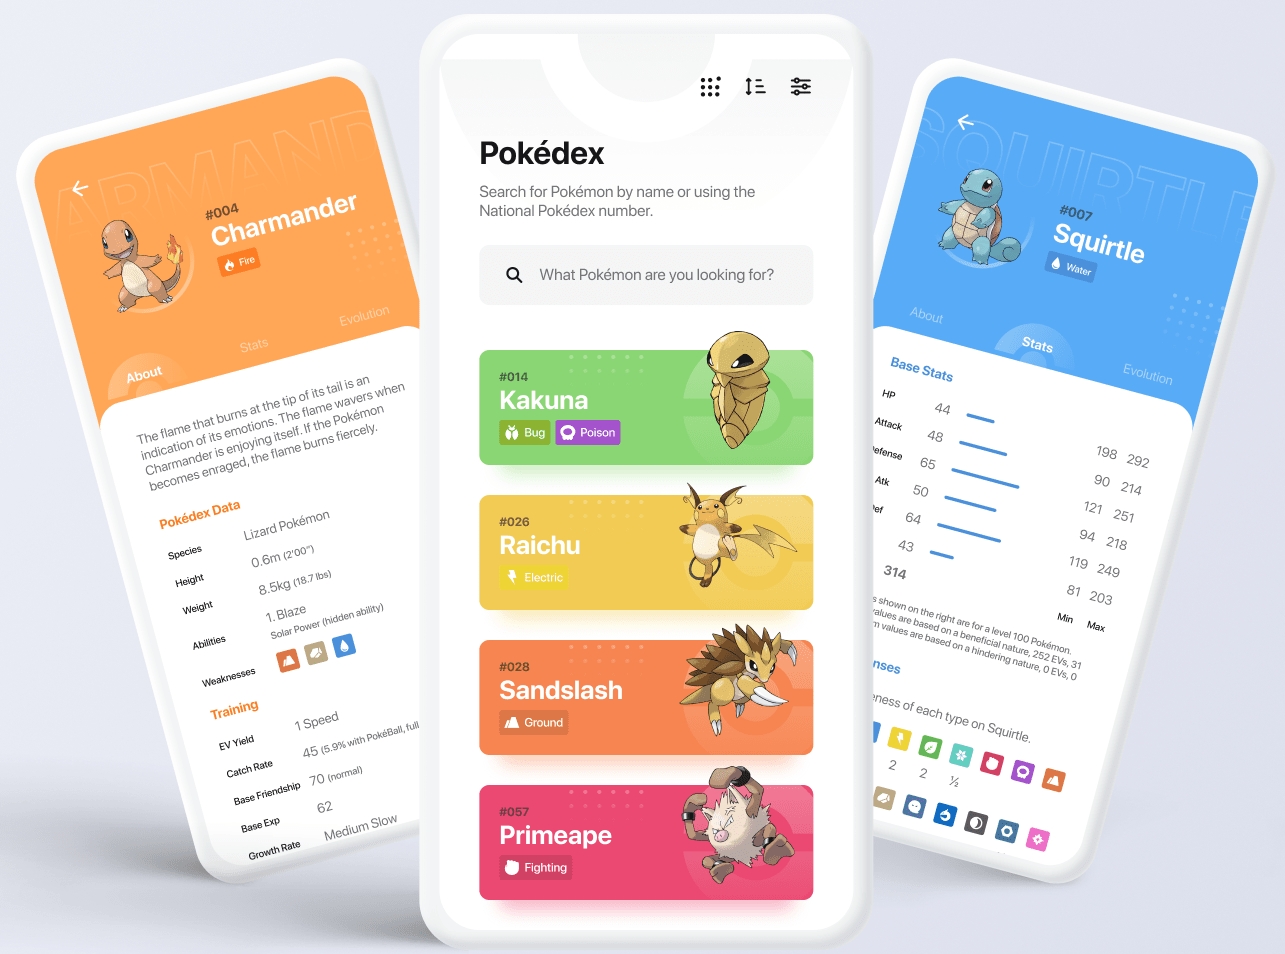 ARMAND
#004
Charmander
Fire
About
Stats
Evolution
The flame that burns at the tip of its tail is an
indication of its emotions. The flame wavers when
Charmander is enjoying itself. If the Pokémon
becomes enraged, the flame burns fiercely.
Pokédex Data
Species Lizard Pokémon
Height 0.6m (2'00")
Weight 8.5kg (18.7 lbs)
Abilities 1. Blaze
Solar Power (hidden ability)
Weaknesses
Training
EV Yield 1 Speed
Catch Rate 45 (5.9% with PokéBall, full
Base Friendship 70 (normal)
Base Exp 62
Growth Rate Medium Slow
Pokédex
Search for Pokémon by name or using the
National Pokédex number.
What Pokémon are you looking for?
#014
Kakuna
Bug Poison
#026
Raichu
Electric
#028
Sandslash
Ground
#057
Primeape
Fighting
SQUIRTLE
#007
Squirtle
Water
About
Stats
Evolution
Base Stats
HP 44 198 292
Attack 48 90 214
efense 65 121 251
Atk 50 94 218
ef 64 119 249
43 81 203
314 Min Max
s shown on the right are for a level 100 Pokémon.
values are based on a beneficial nature, 252 EVs, 31
m values are based on a hindering nature, 0 EVs, 0
nses
eness of each type on Squirtle.
2 2 ½